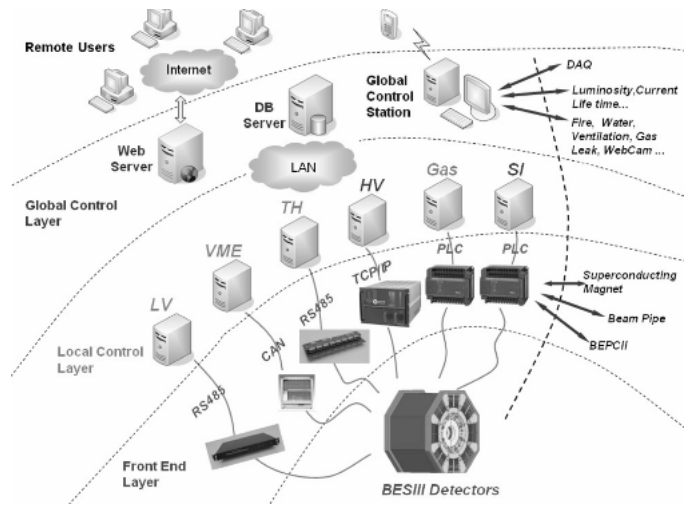 Remote Users
Internet
DB
Server
Global
Control
Station
DAQ
Luminosity,Current
Life time...
Fire, Water,
Ventilation, Gas
Leak, WebCam ...
Web
Server
LAN
Global Control
Layer
LV
VME
TH
HV
Gas
SI
RS485
CAN
RS485
TCP/IP
PLC
PLC
Superconducting
Magnet
Beam Pipe
BEPCII
Local Control
Layer
Front End
Layer
BESIII Detectors